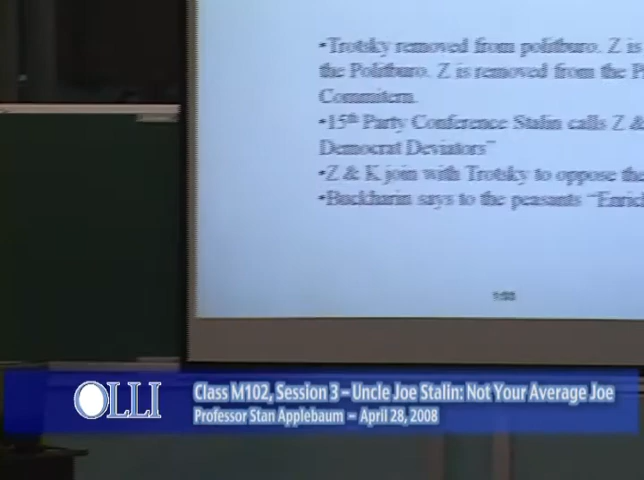 •Trotsky removed from politburo. Z is
the Politburo. Z is removed from the P
Commitern.
•15th Party Conference Stalin calls Z &
Democrat Deviators”
•Z & K join with Trotsky to oppose the
•Buckharin says to the peasants “Enrich
OLLI
Class M102, Session 3 – Uncle Joe Stalin: Not Your Average Joe
Professor Stan Applebaum – April 28, 2008